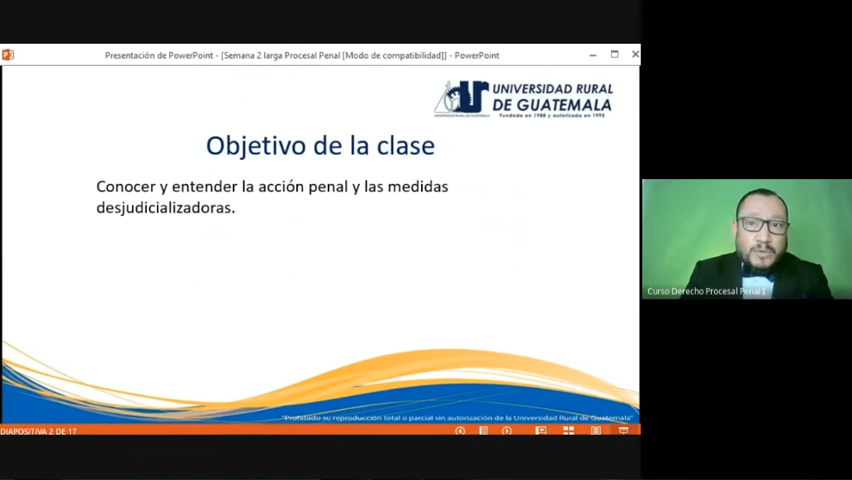 Presentación de PowerPoint - [Semana 2 larga Procesal Penal [Modo de compatibilidad]] - PowerPoint
UNIVERSIDAD RURAL
DE GUATEMALA
Fundada en 1988 y autorizada en 1995
Objetivo de la clase
Conocer y entender la acción penal y las medidas
desjudicializadoras.
Curso Derecho Procesal Penal I
"Prohibido su reproducción total o parcial sin autorización de la Universidad Rural de Guatemala"
DIAPOSITIVA 2 DE 17